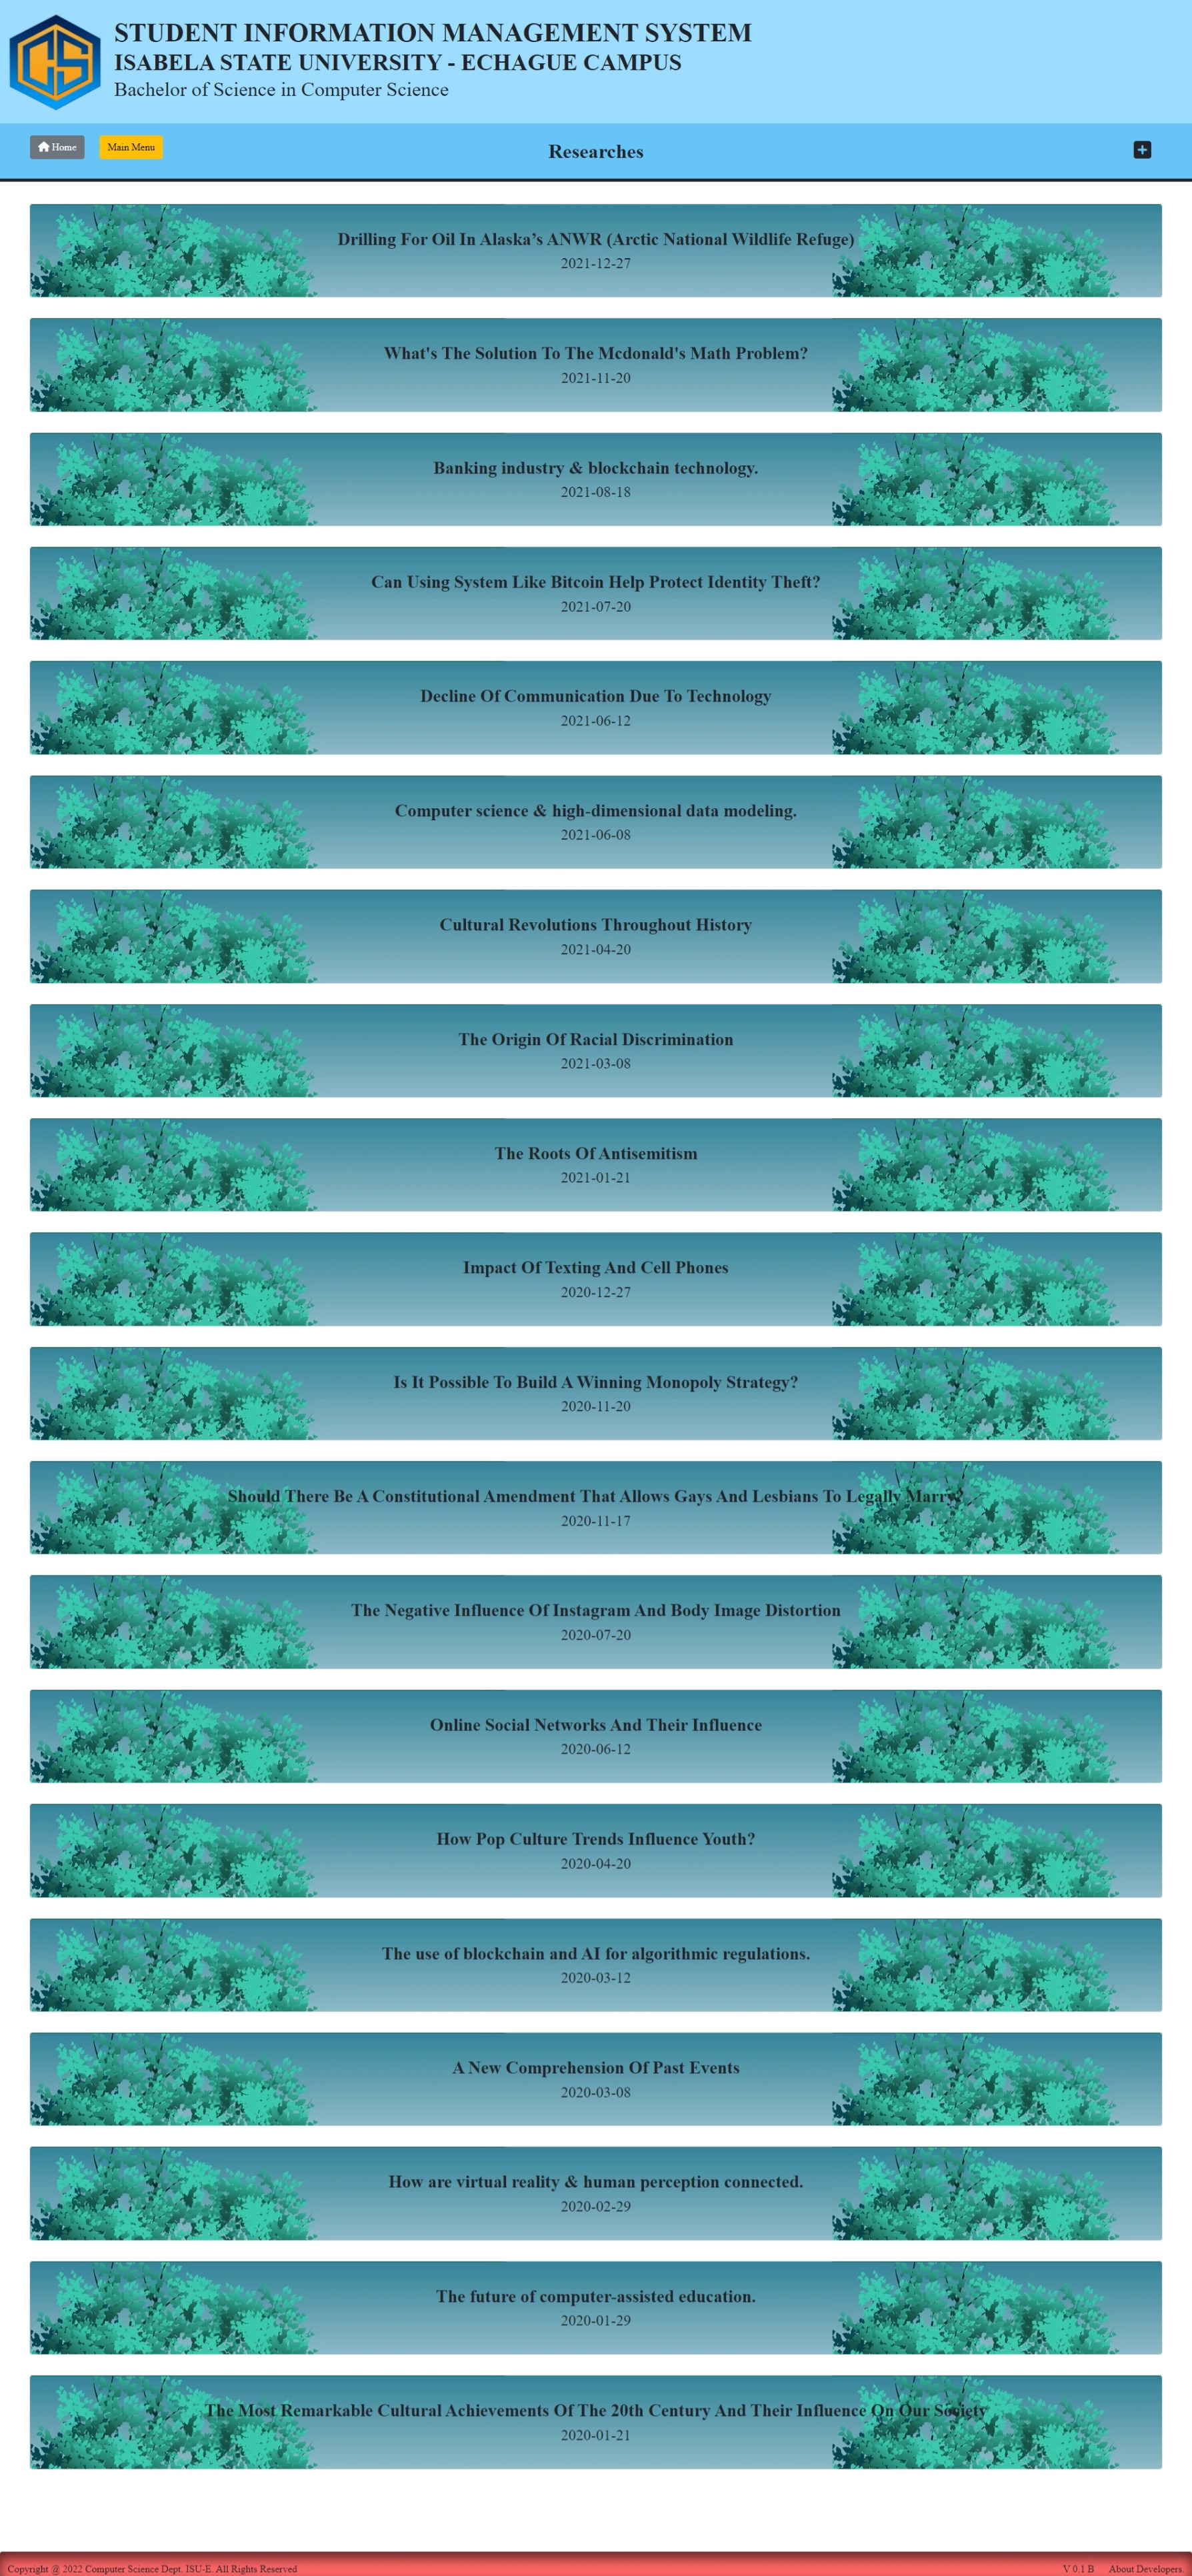 STUDENT INFORMATION MANAGEMENT SYSTEM
ISABELA STATE UNIVERSITY - ECHAGUE CAMPUS
Bachelor of Science in Computer Science
Home
Main Menu
Researches
Drilling For Oil In Alaska’s ANWR (Arctic National Wildlife Refuge)
2021-12-27
What's The Solution To The Mcdonald's Math Problem?
2021-11-20
Banking industry & blockchain technology.
2021-08-18
Can Using System Like Bitcoin Help Protect Identity Theft?
2021-07-20
Decline Of Communication Due To Technology
2021-06-12
Computer science & high-dimensional data modeling.
2021-06-08
Cultural Revolutions Throughout History
2021-04-20
The Origin Of Racial Discrimination
2021-03-08
The Roots Of Antisemitism
2021-01-21
Impact Of Texting And Cell Phones
2020-12-27
Is It Possible To Build A Winning Monopoly Strategy?
2020-11-20
Should There Be A Constitutional Amendment That Allows Gays And Lesbians To Legally Marry?
2020-11-17
The Negative Influence Of Instagram And Body Image Distortion
2020-07-20
Online Social Networks And Their Influence
2020-06-12
How Pop Culture Trends Influence Youth?
2020-04-20
The use of blockchain and AI for algorithmic regulations.
2020-03-12
A New Comprehension Of Past Events
2020-03-08
How are virtual reality & human perception connected.
2020-02-29
The future of computer-assisted education.
2020-01-29
The Most Remarkable Cultural Achievements Of The 20th Century And Their Influence On Our Society
2020-01-21
Copyright @ 2022 Computer Science Dept. ISU-E. All Rights Reserved
V 0.1 B
About Developers.